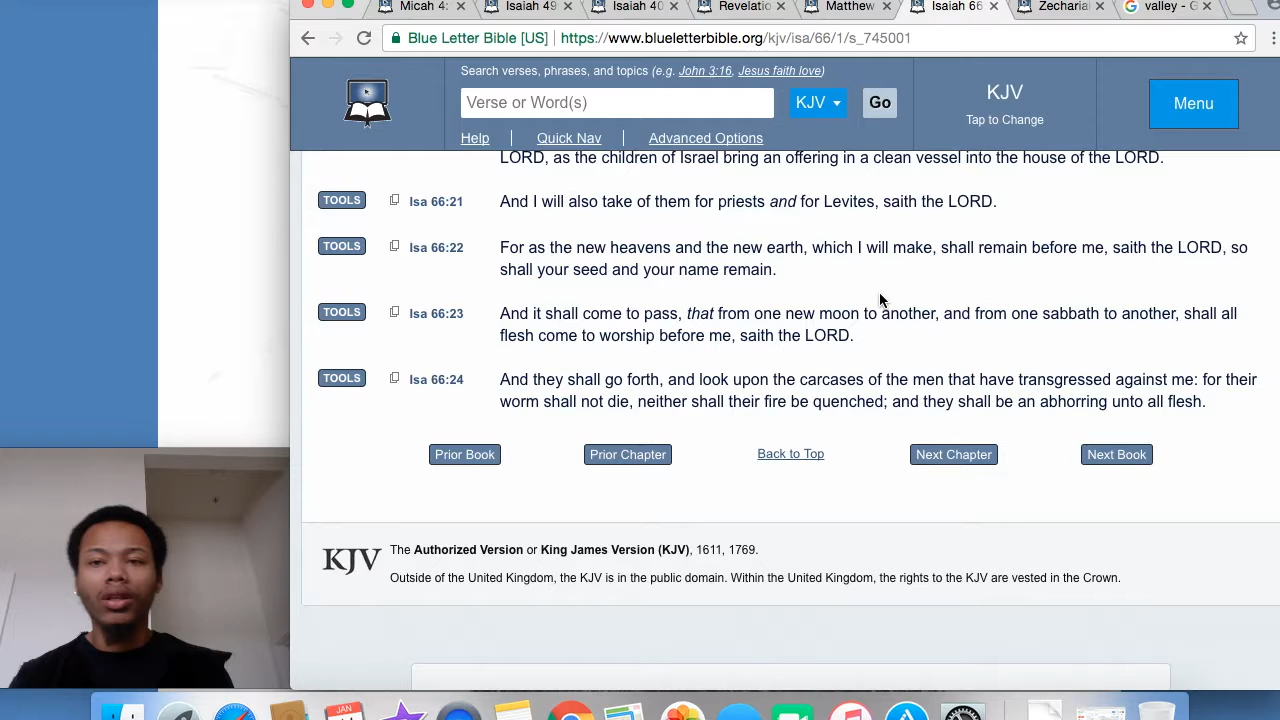 Micah 4:
Isaiah 49
Isaiah 40
Revelatio
Matthew
Isaiah 66
Zecharia
valley - G
Blue Letter Bible [US] https://www.blueletterbible.org/kjv/isa/66/1/s_745001
Search verses, phrases, and topics (e.g. John 3:16, Jesus faith love)
Verse or Word(s)
KJV
Go
Help
Quick Nav
Advanced Options
KJV
Tap to Change
Menu
LORD, as the children of Israel bring an offering in a clean vessel into the house of the LORD.
TOOLS Isa 66:21 And I will also take of them for priests and for Levites, saith the LORD.
TOOLS Isa 66:22 For as the new heavens and the new earth, which I will make, shall remain before me, saith the LORD, so
shall your seed and your name remain.
TOOLS Isa 66:23 And it shall come to pass, that from one new moon to another, and from one sabbath to another, shall all
flesh come to worship before me, saith the LORD.
TOOLS Isa 66:24 And they shall go forth, and look upon the carcases of the men that have transgressed against me: for their
worm shall not die, neither shall their fire be quenched; and they shall be an abhorring unto all flesh.
Prior Book
Prior Chapter
Back to Top
Next Chapter
Next Book
KJV
The Authorized Version or King James Version (KJV), 1611, 1769.
Outside of the United Kingdom, the KJV is in the public domain. Within the United Kingdom, the rights to the KJV are vested in the Crown.
JAN